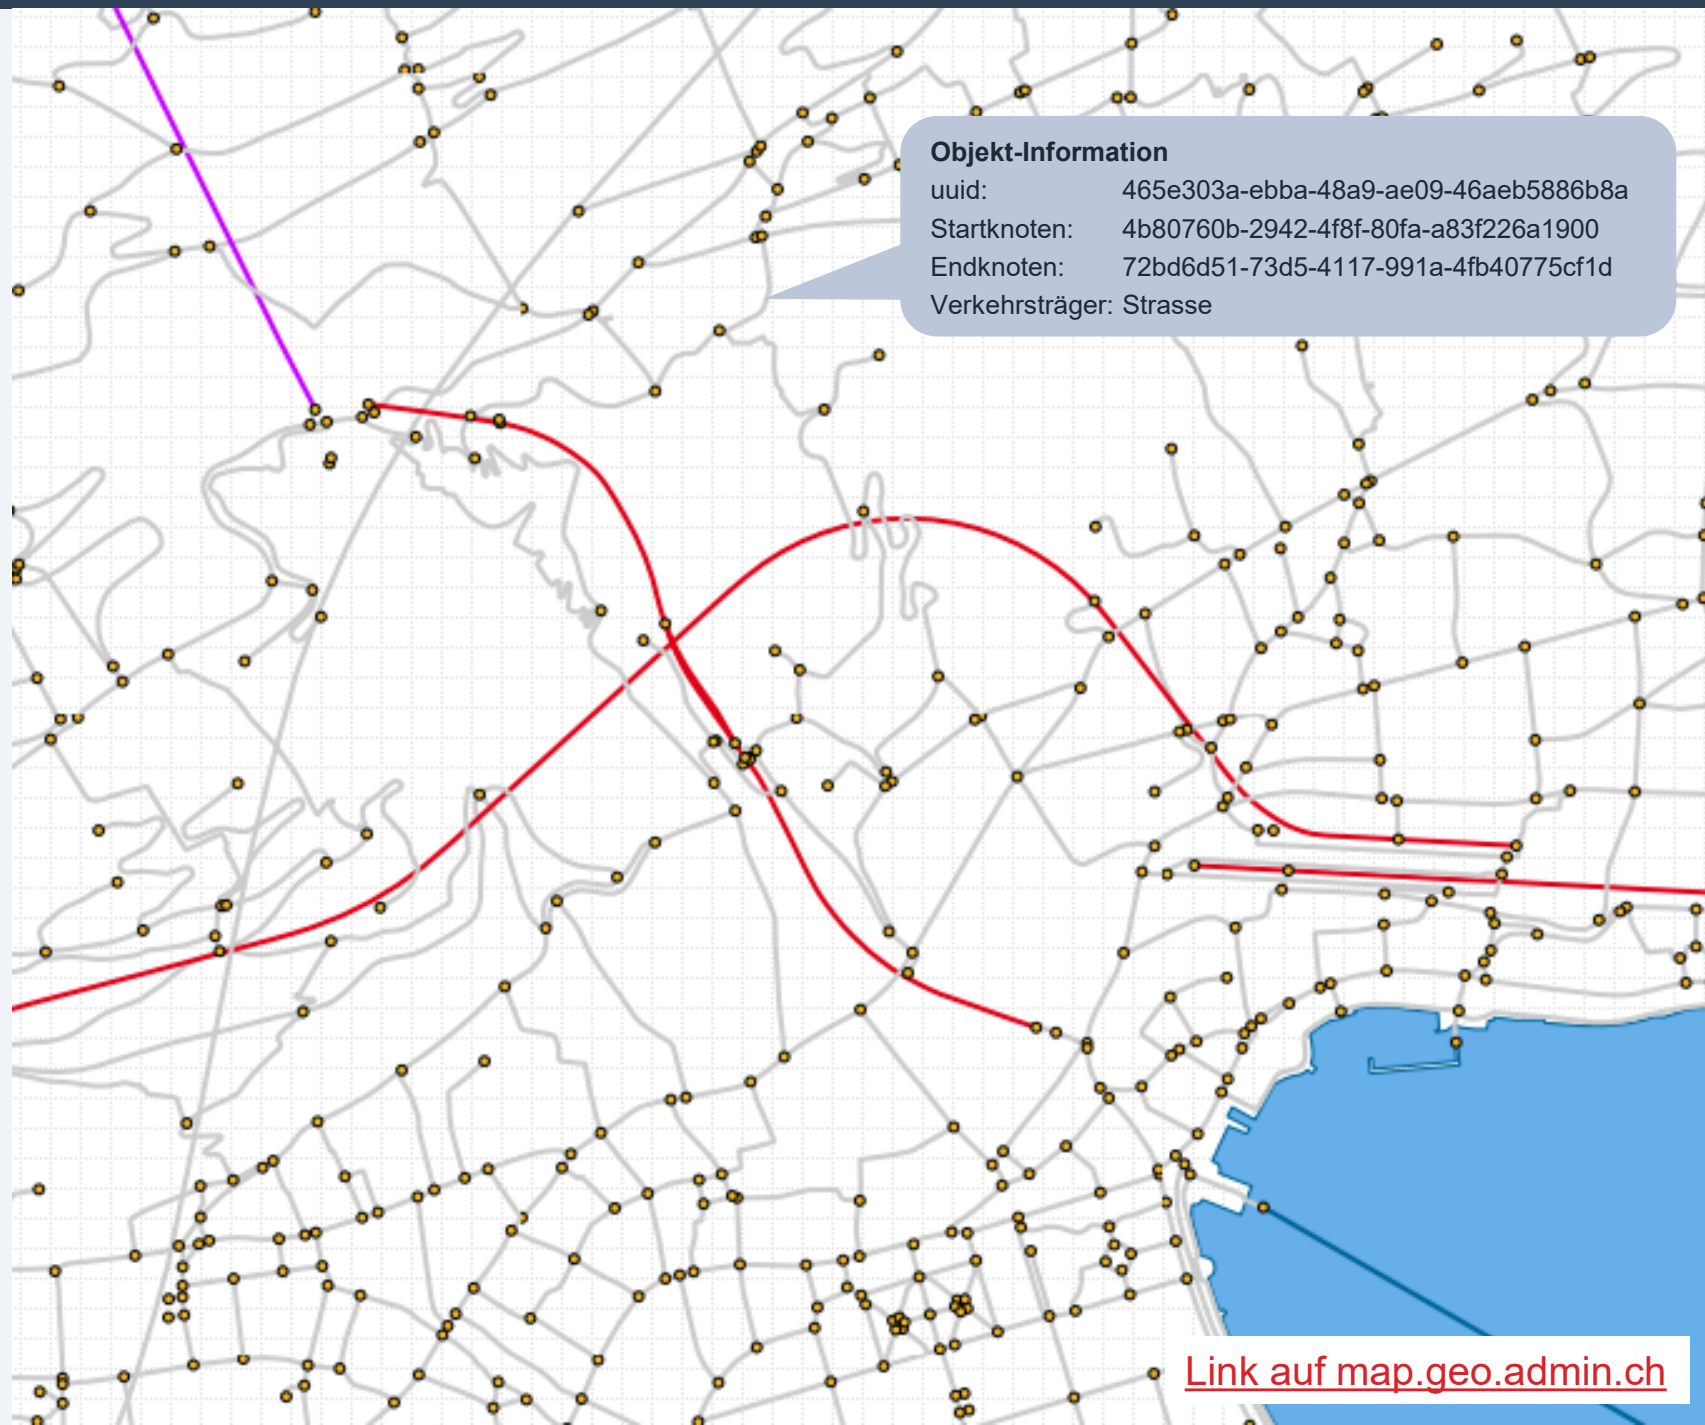 Objekt-Information
uuid: 465e303a-ebba-48a9-ae09-46aeb5886b8a
Startknoten: 4b80760b-2942-4f8f-80fa-a83f226a1900
Endknoten: 72bd6d51-73d5-4117-991a-4fb40775cf1d
Verkehrsträger: Strasse
Link auf map.geo.admin.ch